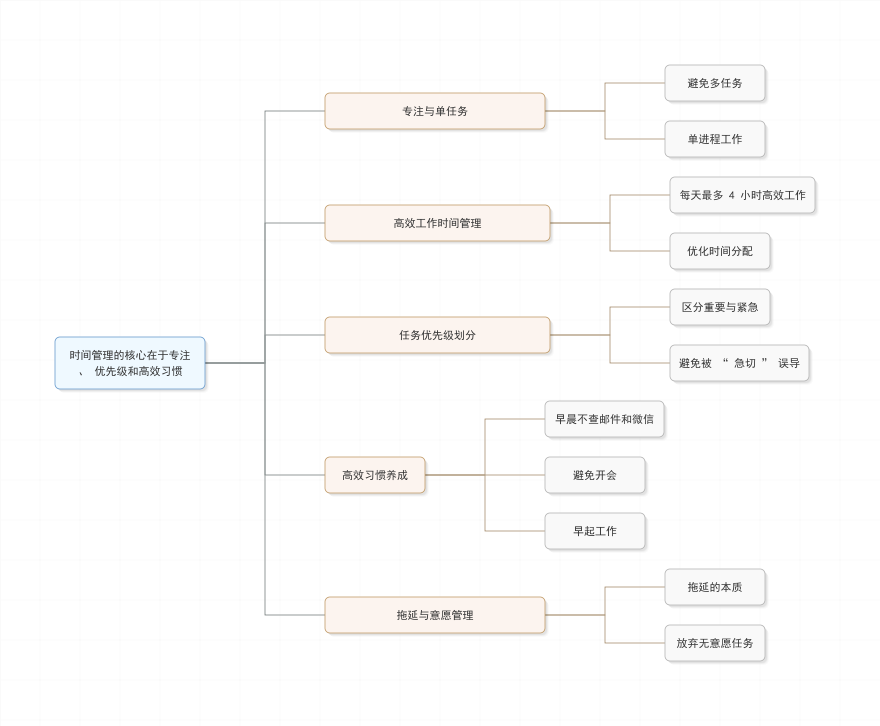 时间管理的核心在于专注
、 优先级和高效习惯
专注与单任务
避免多任务
单进程工作
高效工作时间管理
每天最多 4 小时高效工作
优化时间分配
任务优先级划分
区分重要与紧急
避免被 “ 急切 ” 误导
高效习惯养成
早晨不查邮件和微信
避免开会
早起工作
拖延与意愿管理
拖延的本质
放弃无意愿任务